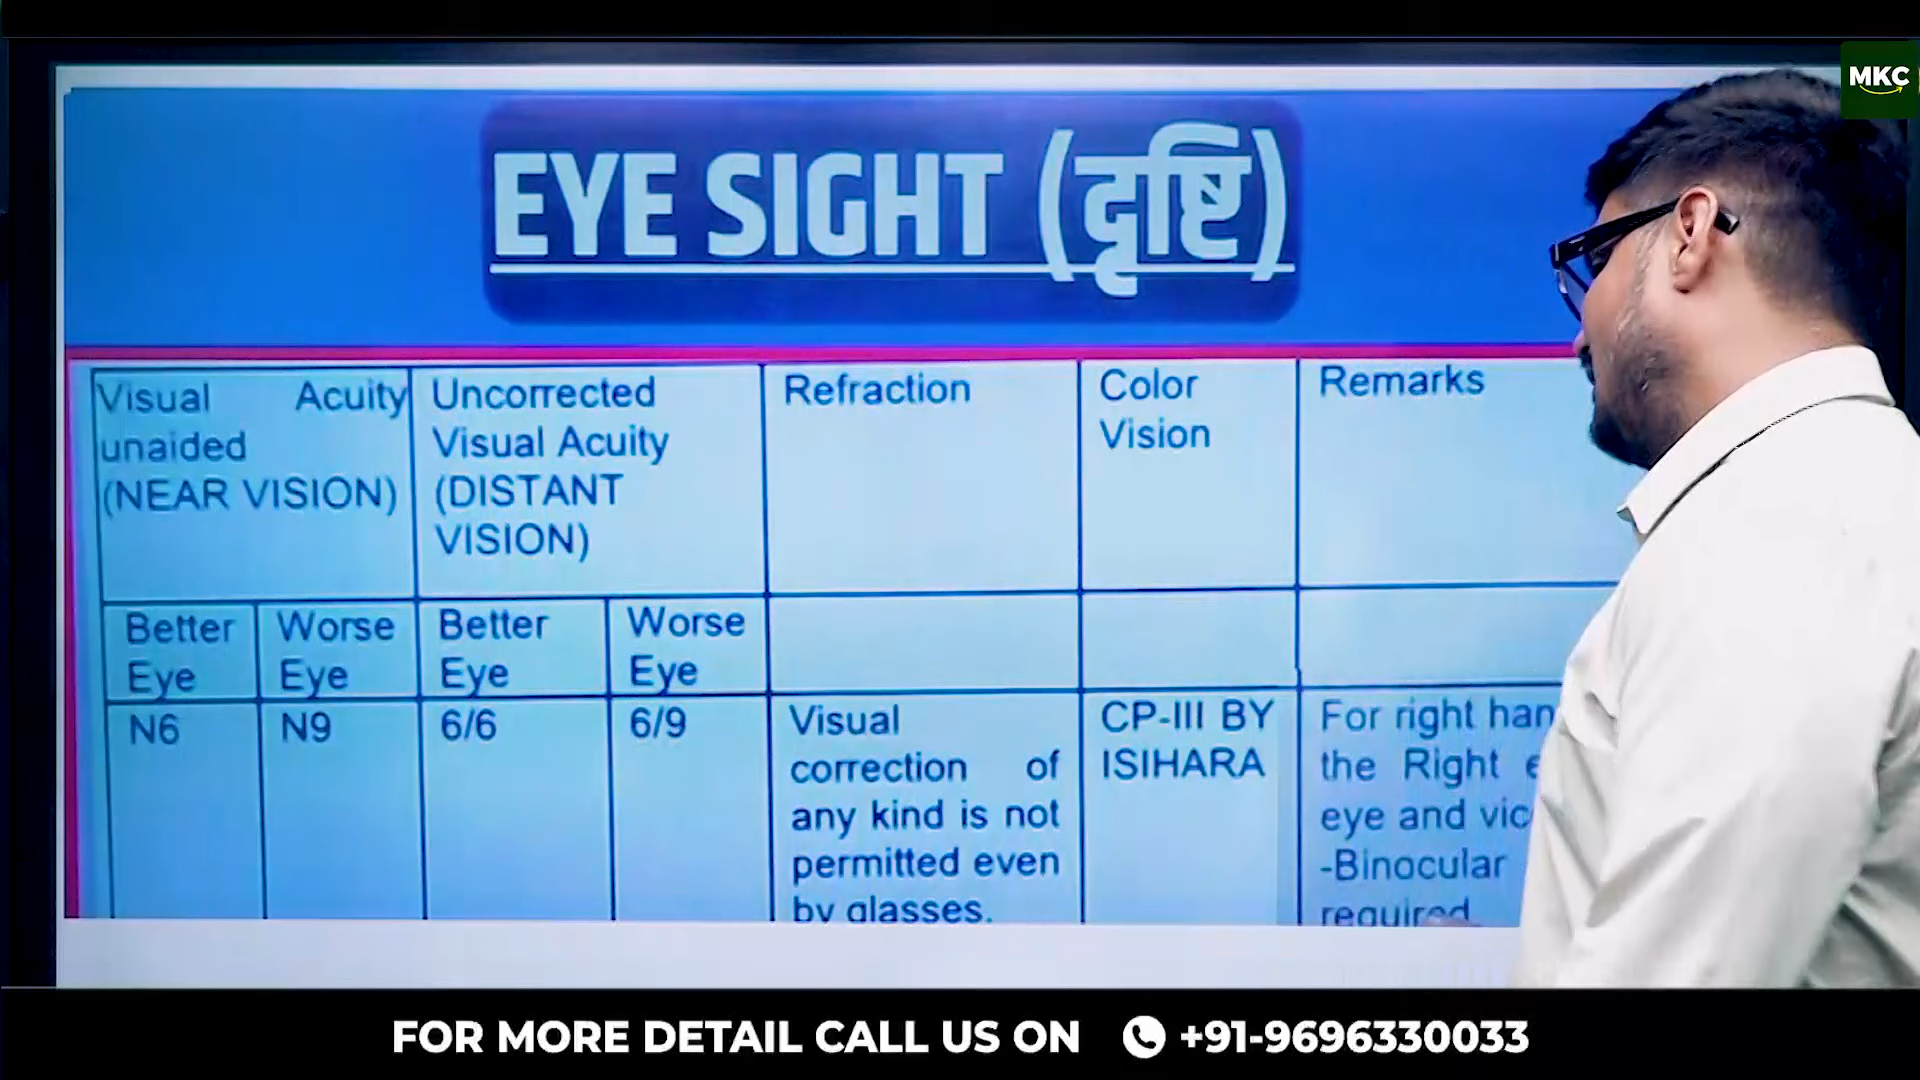 MKC
EYE SIGHT (दृष्टि)
Visual Acuity
unaided
(NEAR VISION)
Uncorrected
Visual Acuity
(DISTANT
VISION)
Refraction
Color
Vision
Remarks
Better
Eye
Worse
Eye
Better
Eye
Worse
Eye
N6
N9
6/6
6/9
Visual
correction of
any kind is not
permitted even
by glasses.
CP-III BY
ISIHARA
For right
the Right
eye and
-Binocular
required
FOR MORE DETAIL CALL US ON +91-9696330033